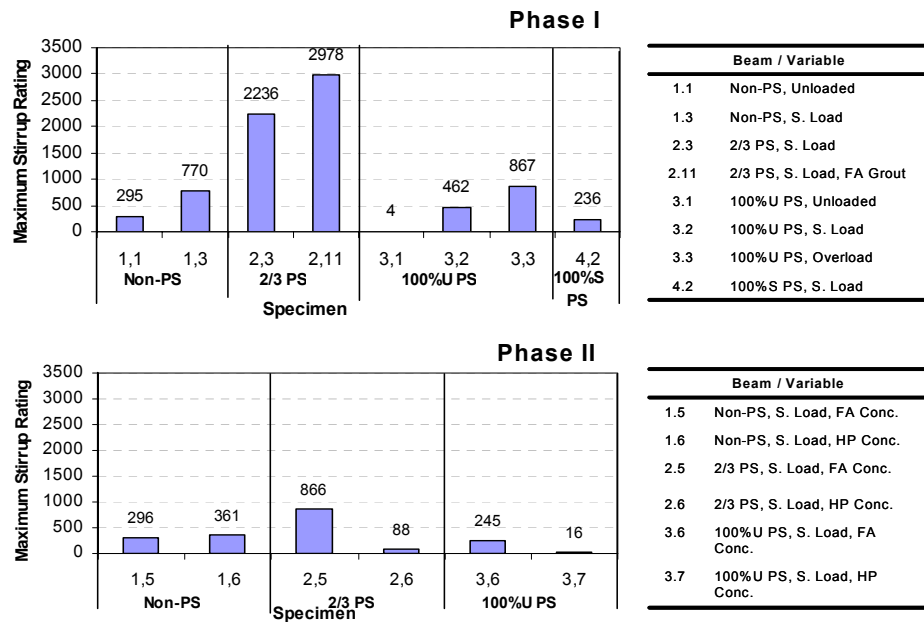 Phase I
Maximum Stirrup Rating
3500
3000
2500
2000
1500
1000
500
0
295
770
2236
2978
4
462
867
236
1,1
1,3
2,3
2,11
3,1
3,2
3,3
4,2
Non-PS
2/3 PS
100%U PS
100%S
PS
Specimen
Beam / Variable
1.1 Non-PS, Unloaded
1.3 Non-PS, S. Load
2.3 2/3 PS, S. Load
2.11 2/3 PS, S. Load, FA Grout
3.1 100%U PS, Unloaded
3.2 100%U PS, S. Load
3.3 100%U PS, Overload
4.2 100%S PS, S. Load
Phase II
Maximum Stirrup Rating
3500
3000
2500
2000
1500
1000
500
0
296
361
866
88
245
16
1,5
1,6
2,5
2,6
3,6
3,7
Non-PS
2/3 PS
100%U PS
Specimen
Beam / Variable
1.5 Non-PS, S. Load, FA Conc.
1.6 Non-PS, S. Load, HP Conc.
2.5 2/3 PS, S. Load, FA Conc.
2.6 2/3 PS, S. Load, HP Conc.
3.6 100%U PS, S. Load, FA
Conc.
3.7 100%U PS, S. Load, HP
Conc.